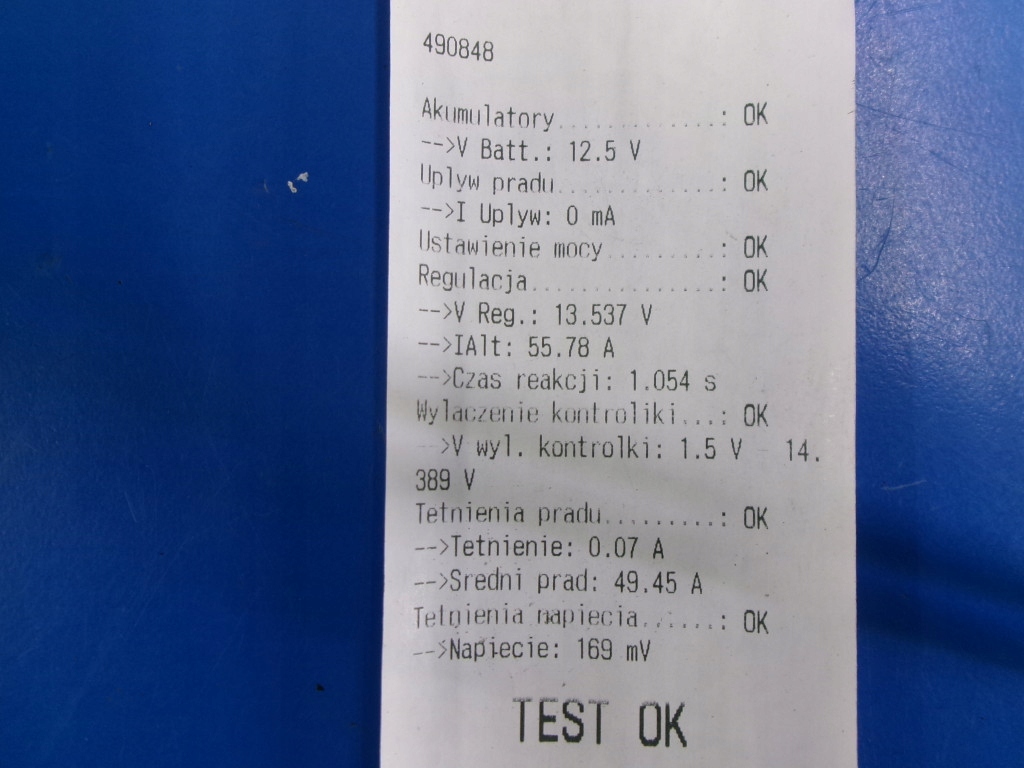 490848
Akumulatory..............: OK
-->V Batt.: 12.5 V
Uplyw pradu..............: OK
-->I Uplyw: 0 mA
Ustawienie mocy.........: OK
Regulacja................: OK
-->V Reg.: 13.537 V
-->IAlt: 55.78 A
-->Czas reakcji: 1.054 s
Wylaczenie kontroliki...: OK
-->V wyl. kontrolki: 1.5 V   14.
389 V
Tetnienia pradu.........: OK
-->Tetnienie: 0.07 A
-->Sredni prad: 49.45 A
Tetnienia napiecia......: OK
-->Napiecie: 169 mV
TEST OK